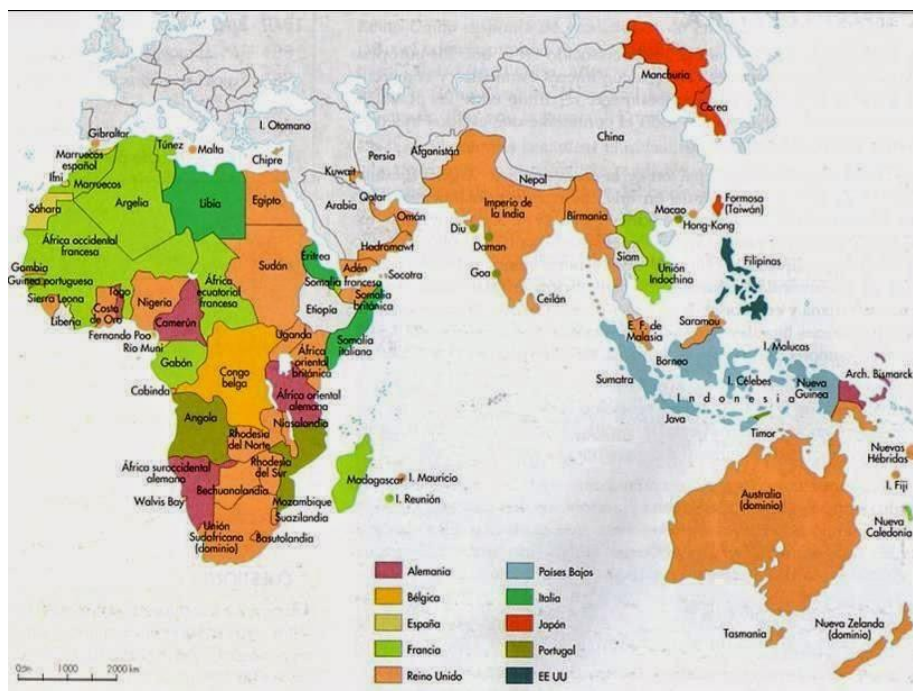 Manchuria
Corea
I. Otomano
China
Gibraltar
Túnez
Malta
Chipre
Persia
Afganistán
Marruecos
español
Kuwait
Nepal
Ifni
Marruecos
Qatar
Arabia
Imperio de
la India
Birmania
Macao
Formosa
(Taiwán)
Hong-Kong
Sáhara
Argelia
Libia
Egipto
Omán
Diu
Daman
África occidental
francesa
Hadramawt
Goa
Siam
Unión
Indochina
Filipinas
Gambia
Guinea portuguesa
África
ecuatorial
francesa
Sudán
Eritrea
Adén
Socotra
Somalia francesa
Somalia
británica
Ceilán
Sierra Leona
Togo
Nigeria
Etiopía
Liberia
Costa
de Oro
Camerún
Fernando Poo
Río Muni
Uganda
Somalia
italiana
E. F. de
Malasia
Sarawau
I. Molucas
Gabón
Congo
belga
África
oriental
británica
Borneo
Sumatra
I. Célebes
Nueva
Guinea
Arch. Bismarck
Indonesia
Cabinda
África oriental
alemana
Java
Timor
Angola
Niasalandia
Rhodesia
del Norte
Rhodesia
del Sur
África suroccidental
alemana
Walvis Bay
Bechuanalandia
Madagascar
I. Mauricio
I. Reunión
Mozambique
Suazilandia
Nuevas
Hébridas
I. Fiji
Nueva
Caledonia
Australia
(dominio)
Unión
Sudafricana
(dominio)
Basutolandia
Tasmania
Nueva Zelanda
(dominio)
Alemania
Bélgica
España
Francia
Reino Unido
Países Bajos
Italia
Japón
Portugal
EE UU
1000
2000 km